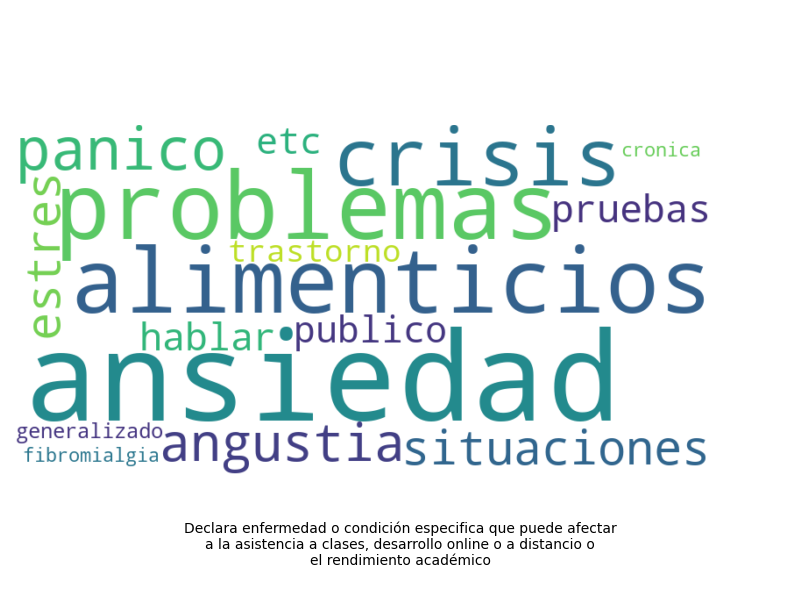 panico etc crisis cronica
estres problemas pruebas
trastorno
alimenticios
hablar publico
ansiedad
generalizado angustia situaciones
fibromialgia
Declara enfermedad o condición especifica que puede afectar
a la asistencia a clases, desarrollo online o a distancio o
el rendimiento académico